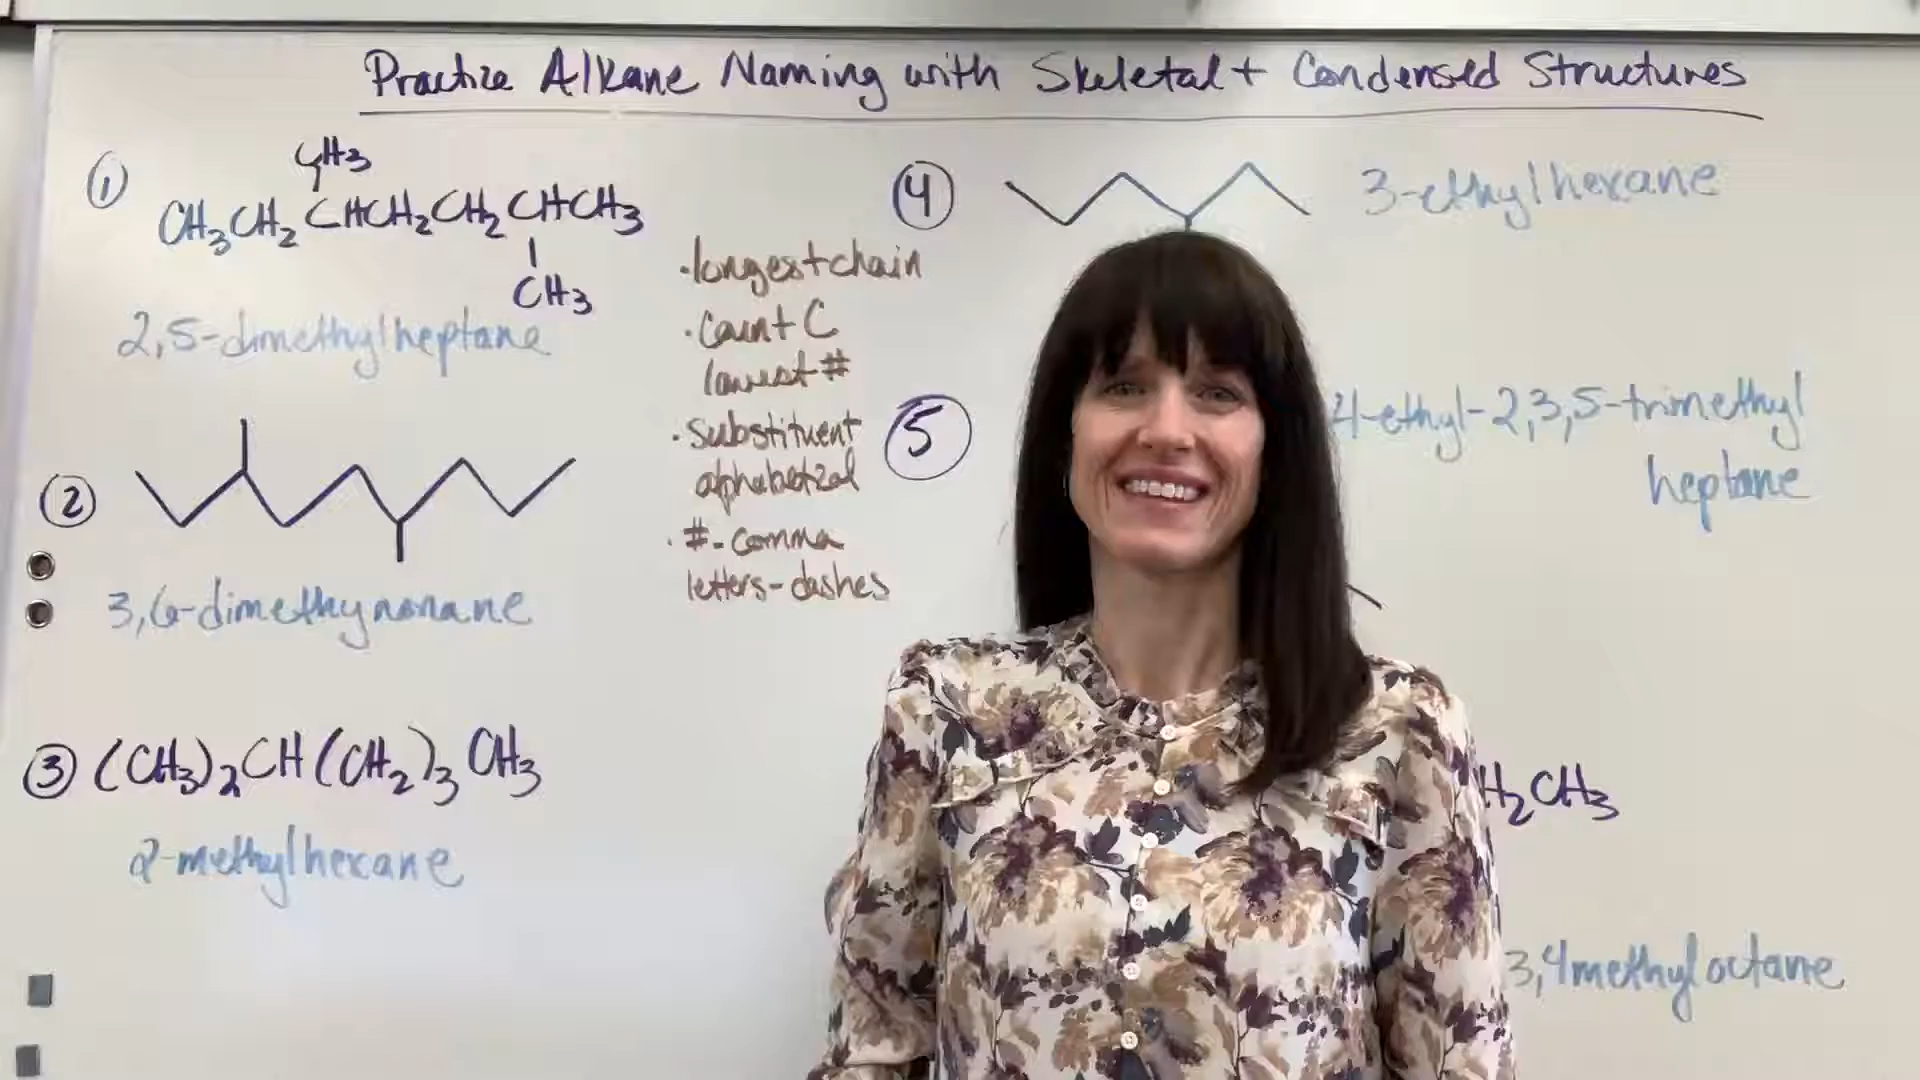 Practice Alkane Naming with Skeletal + Condensed Structures
1
CH3
CH3CH2CHCH2CH2CHCH3
CH3
2,5-dimethylheptane
2
3,6-dimethynonane
3 (CH3)2CH(CH2)3CH3
2-methylhexane
·longest chain
·Count C
lowest #
·substituent
alphabetical
·#-comma
letters-dashes
4 3-ethylhexane
5
4-ethyl-2,3,5-trimethyl
heptane
H2CH3
3,4methyloctane